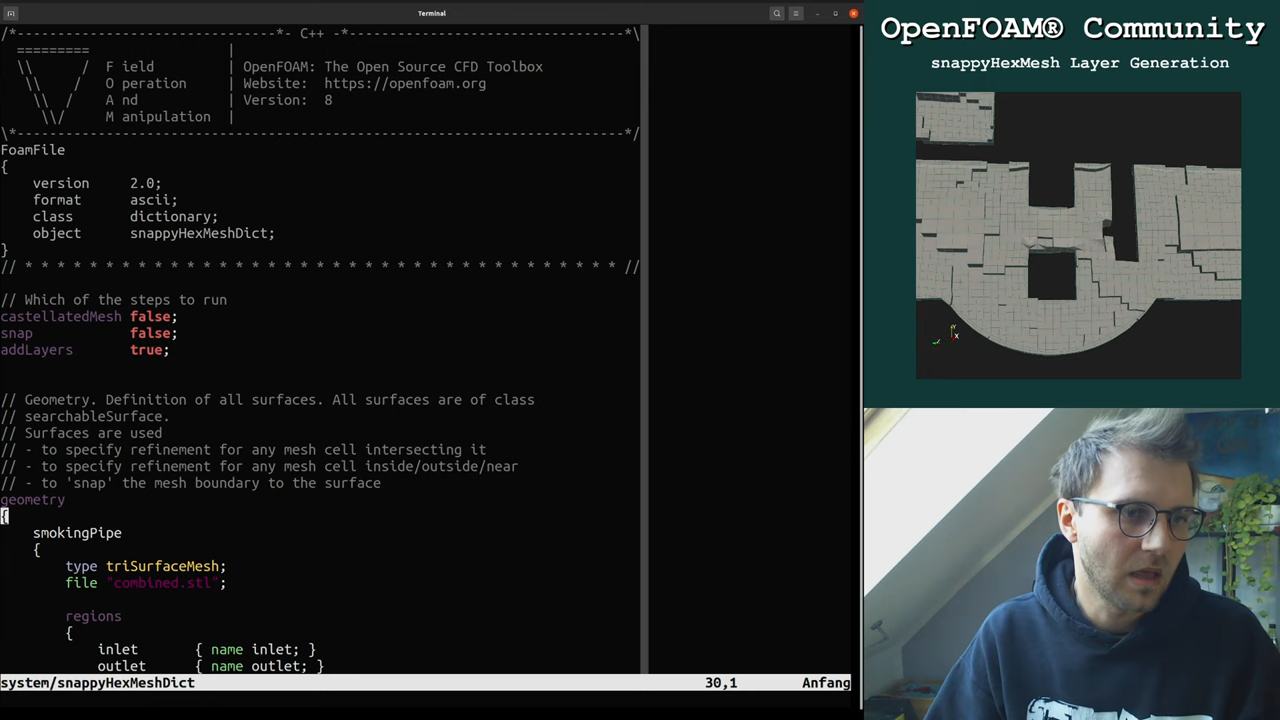 Terminal
/*--------------------------------*- C++ -*----------------------------------*\
  =========                 |
  \\      /  F ield         | OpenFOAM: The Open Source CFD Toolbox
   \\    /   O peration     | Website:  https://openfoam.org
    \\  /    A nd           | Version:  8
     \\/     M anipulation  |
\*---------------------------------------------------------------------------*/
FoamFile
{
    version     2.0;
    format      ascii;
    class       dictionary;
    object      snappyHexMeshDict;
}
// * * * * * * * * * * * * * * * * * * * * * * * * * * * * * * * * * * * * * //
// Which of the steps to run
castellatedMesh false;
snap            false;
addLayers       true;
// Geometry. Definition of all surfaces. All surfaces are of class
// searchableSurface.
// Surfaces are used
// - to specify refinement for any mesh cell intersecting it
// - to specify refinement for any mesh cell inside/outside/near
// - to 'snap' the mesh boundary to the surface
geometry
{
    smokingPipe
    {
        type triSurfaceMesh;
        file "combined.stl";
        regions
        {
            inlet       { name inlet; }
            outlet      { name outlet; }
system/snappyHexMeshDict 30,1 Anfang
OpenFOAM® Community
snappyHexMesh Layer Generation
Y
X